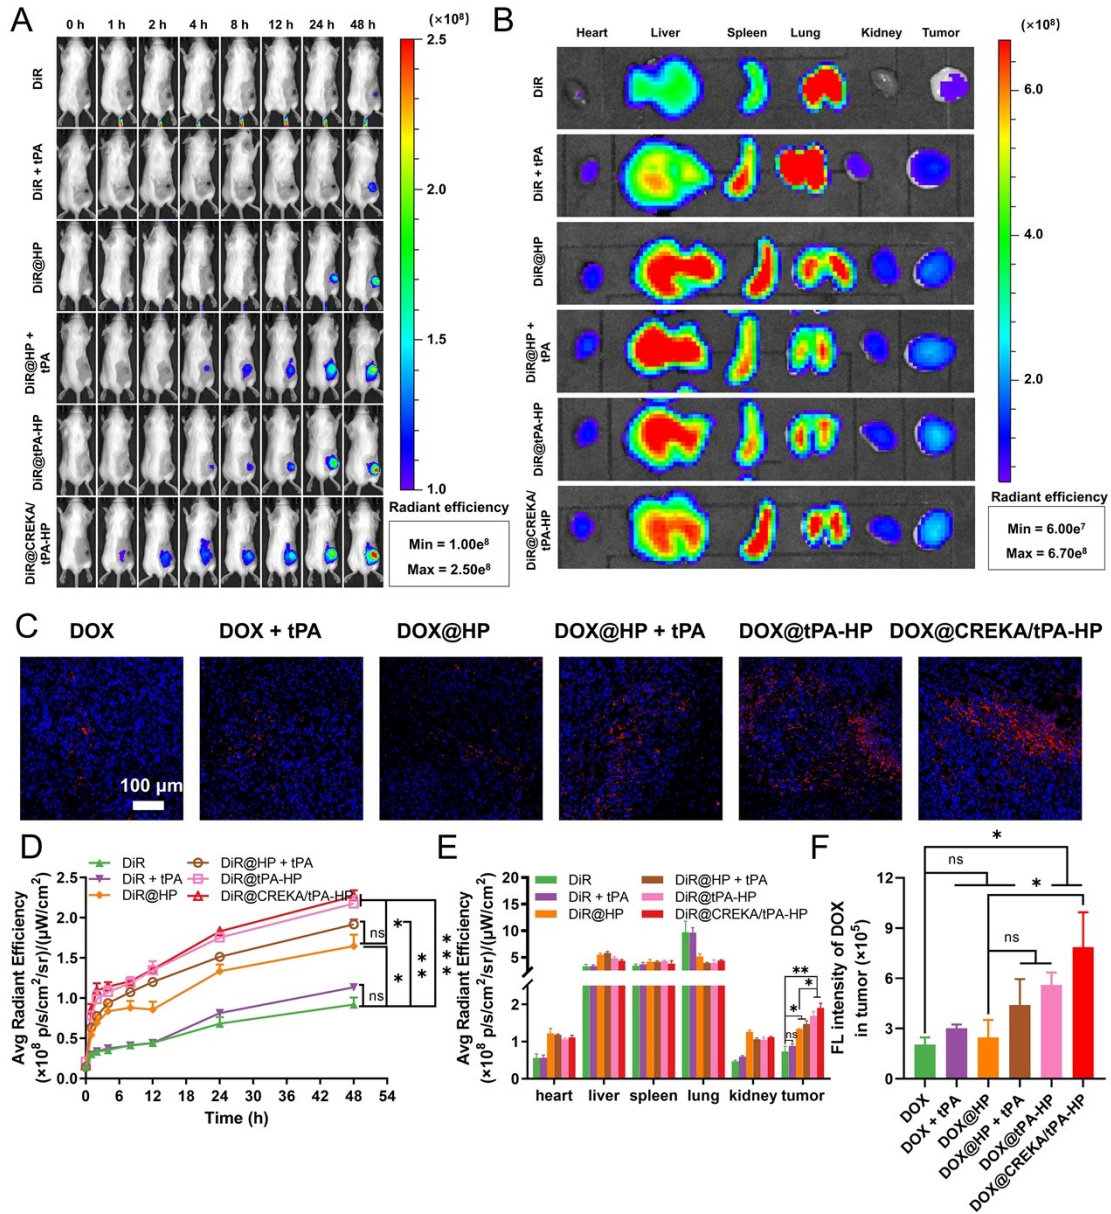 A
0 h 1 h 2 h 4 h 8 h 12 h 24 h 48 h
(×10⁸)
DiR
DiR + tPA
DiR@HP
DiR@HP +
tPA
DiR@tPA-HP
DiR@CREKA/
tPA-HP
2.5
2.0
1.5
1.0
Radiant efficiency
Min = 1.00e⁸
Max = 2.50e⁸
B
Heart Liver Spleen Lung Kidney Tumor
(×10⁸)
DiR
DiR + tPA
DiR@HP
DiR@HP +
tPA
DiR@tPA-HP
DiR@CREKA/
tPA-HP
6.0
4.0
2.0
Radiant efficiency
Min = 6.00e⁷
Max = 6.70e⁸
C
DOX DOX + tPA DOX@HP DOX@HP + tPA DOX@tPA-HP DOX@CREKA/tPA-HP
100 µm
D
DiR
DiR + tPA
DiR@HP
DiR@HP + tPA
DiR@tPA-HP
DiR@CREKA/tPA-HP
Avg Radiant Efficiency
(×10⁸ p/s/cm²/sr)/(µW/cm²)
2.5
2.0
1.5
1.0
0.5
0.0
0 6 12 18 24 30 36 42 48 54
Time (h)
ns
ns
*
*
**
***
E
DiR
DiR + tPA
DiR@HP
DiR@HP + tPA
DiR@tPA-HP
DiR@CREKA/tPA-HP
Avg Radiant Efficiency
(×10⁸ p/s/cm²/sr)/(µW/cm²)
20
15
10
5
2
1
0
**
*
*
ns
heart liver spleen lung kidney tumor
F
FL intensity of DOX
in tumor (×10⁵)
12
9
6
3
0
*
ns
*
ns
DOX
DOX + tPA
DOX@HP
DOX@HP + tPA
DOX@tPA-HP
DOX@CREKA/tPA-HP